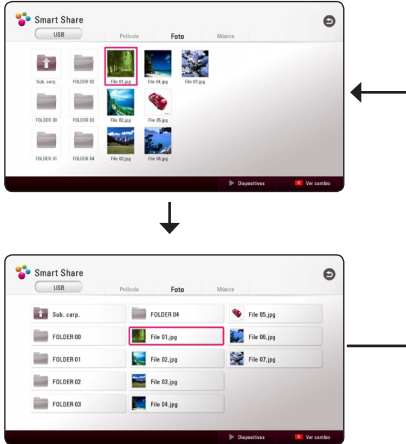 Smart Share
USB Película Foto Música
Sub. carp. FOLDER 02 File 01.jpg File 04.jpg File 07.jpg
FOLDER 00 FOLDER 03 File 02.jpg File 05.jpg
FOLDER 01 FOLDER 04 File 03.jpg File 06.jpg
Dispositivos Ver cambio
Smart Share
USB Película Foto Música
Sub. carp. FOLDER 04 File 05.jpg
FOLDER 00 File 01.jpg File 06.jpg
FOLDER 01 File 02.jpg File 07.jpg
FOLDER 02 File 03.jpg
FOLDER 03 File 04.jpg
Dispositivos Ver cambio